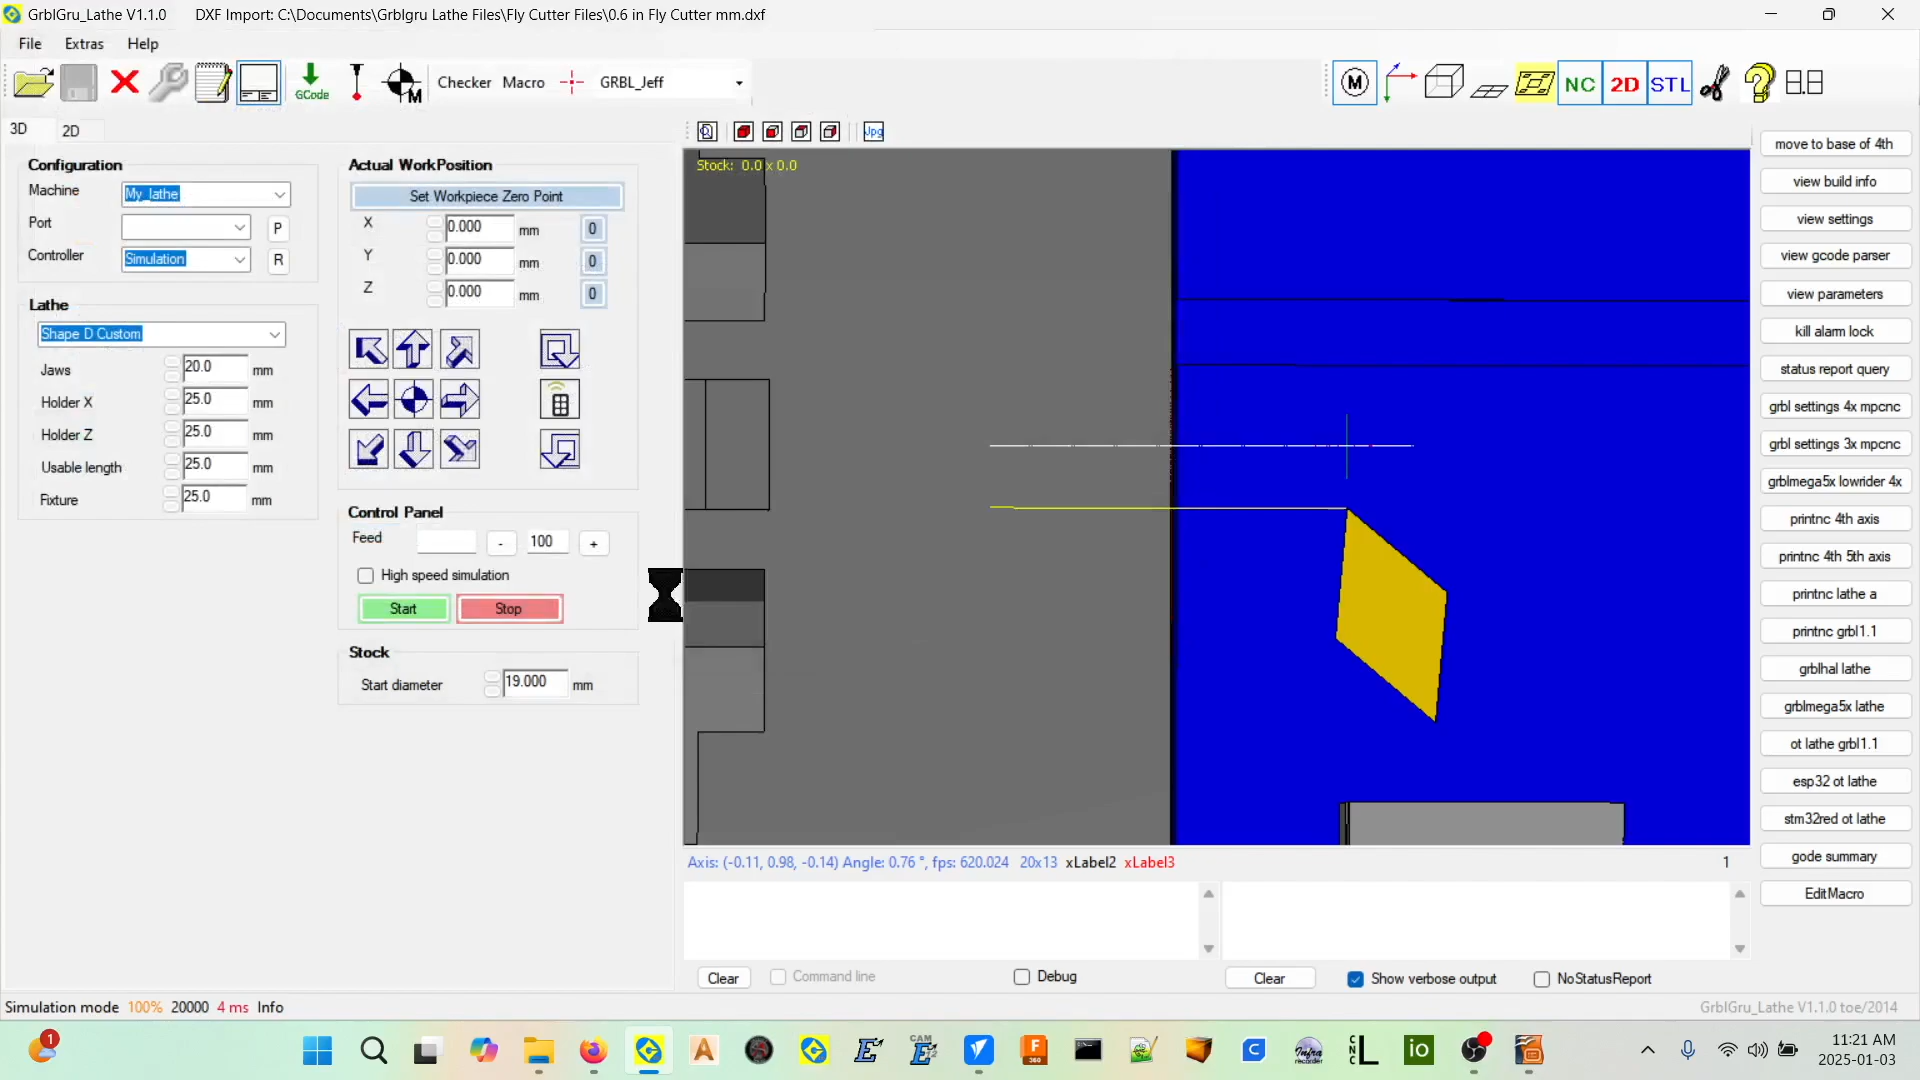 GrblGru_Lathe V1.1.0 DXF Import: C:\Documents\Grblgru Lathe Files\Fly Cutter Files\0.6 in Fly Cutter mm.dxf
File Extras Help
GCode M Checker Macro GRBL_Jeff M NC 2D STL
3D 2D
Jpg
Configuration
Machine My_lathe
Port P
Controller Simulation R
Lathe
Shape D Custom
Jaws 20.0 mm
Holder X 25.0 mm
Holder Z 25.0 mm
Usable length 25.0 mm
Fixture 25.0 mm
Actual WorkPosition
Set Workpiece Zero Point
X 0.000 mm 0
Y 0.000 mm 0
Z 0.000 mm 0
Control Panel
Feed - 100 +
High speed simulation
Start Stop
Stock
Start diameter 19.000 mm
Stock: 0.0 x 0.0
Axis: (-0.11, 0.98, -0.14) Angle: 0.76 °, fps: 620.024 20x13 xLabel2 xLabel3 1
Clear Command line Debug Clear Show verbose output NoStatusReport
move to base of 4th
view build info
view settings
view gcode parser
view parameters
kill alarm lock
status report query
grbl settings 4x mpcnc
grbl settings 3x mpcnc
grblmega5x lowrider 4x
printnc 4th axis
printnc 4th 5th axis
printnc lathe a
printnc grbl1.1
grblhal lathe
grblmega5x lathe
ot lathe grbl1.1
esp32 ot lathe
stm32red ot lathe
gode summary
EditMacro
Simulation mode 100% 20000 4 ms Info GrblGru_Lathe V1.1.0 toe/2014
1 A E CAM E12 F 360 C Infra recorder CNC L io
11:21 AM
2025-01-03